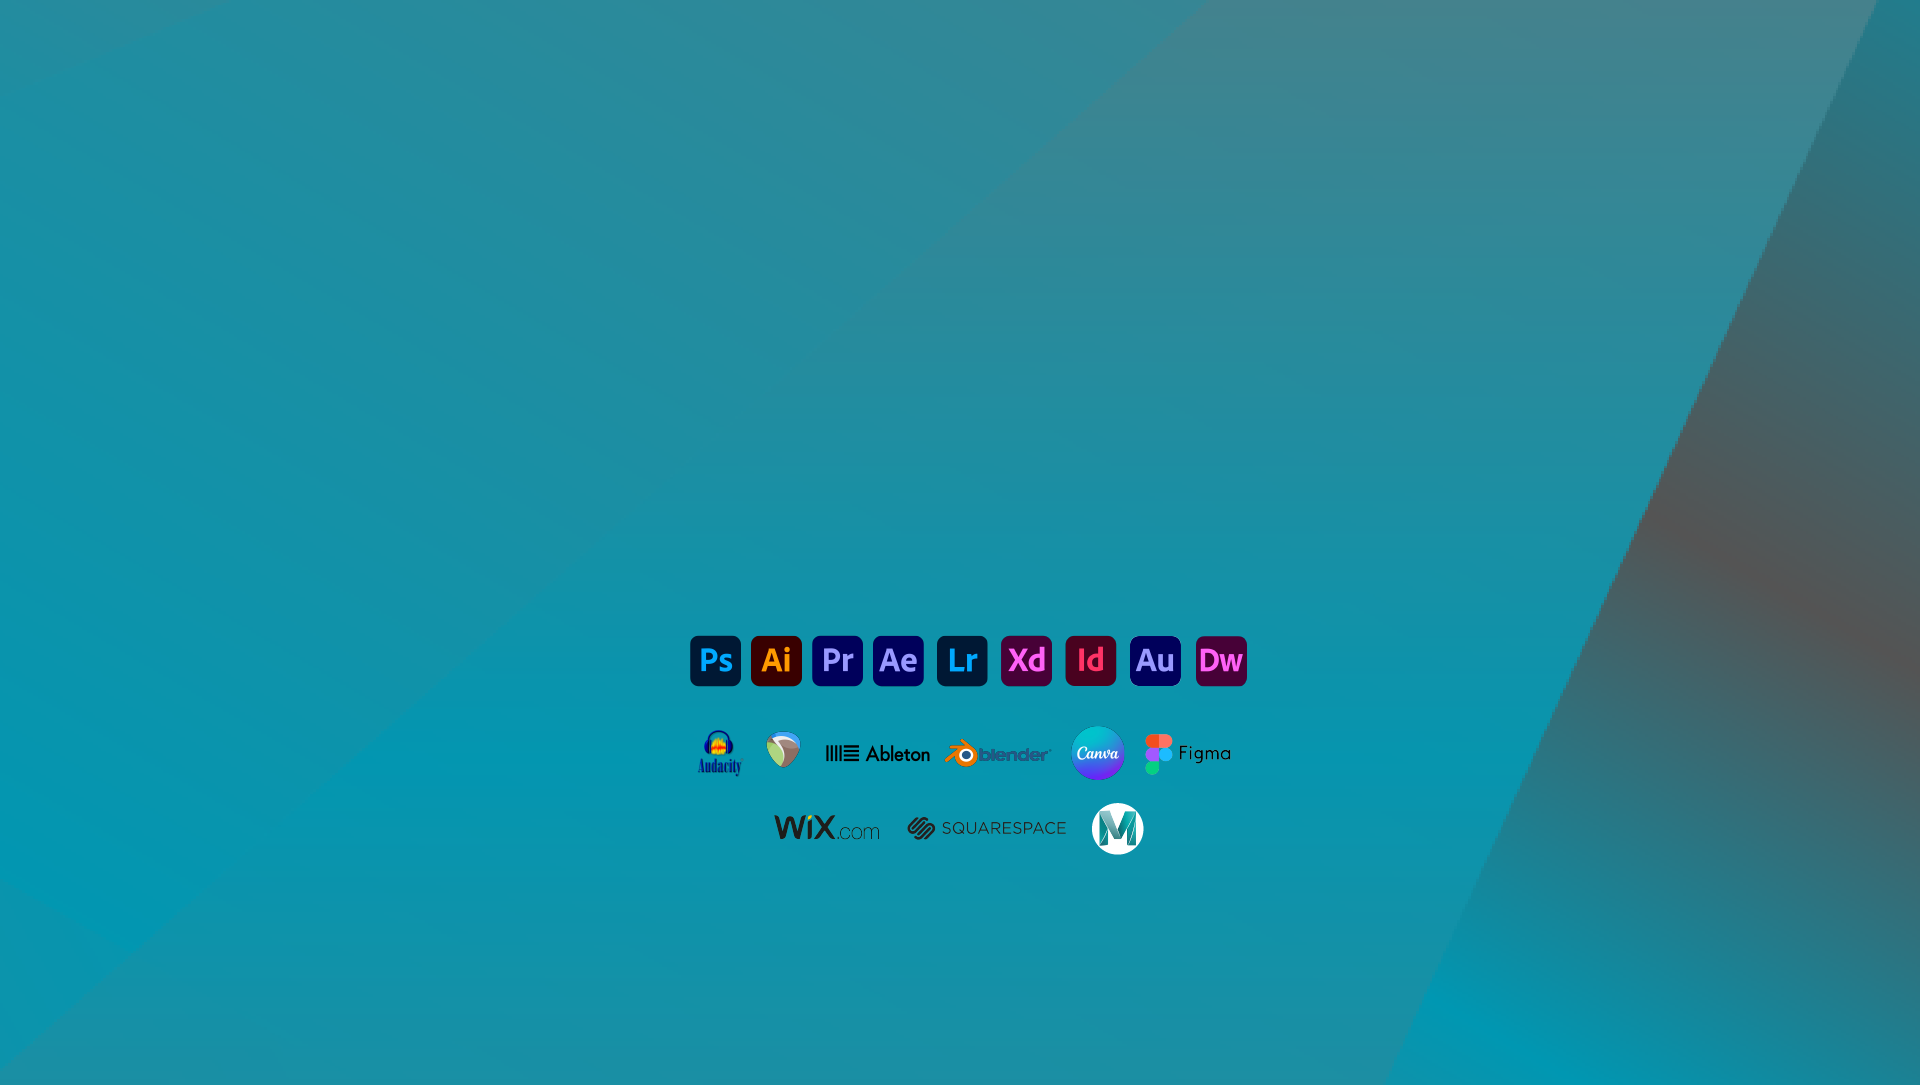 Ps Ai Pr Ae Lr Xd Id Au Dw
Audacity Ableton blender Canva Figma
WiX.com SQUARESPACE M